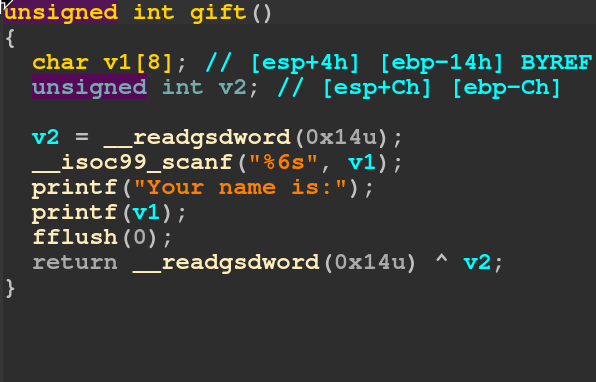 unsigned int gift()
{
  char v1[8]; // [esp+4h] [ebp-14h] BYREF
  unsigned int v2; // [esp+Ch] [ebp-Ch]

  v2 = __readgsdword(0x14u);
  __isoc99_scanf("%6s", v1);
  printf("Your name is:");
  printf(v1);
  fflush(0);
  return __readgsdword(0x14u) ^ v2;
}